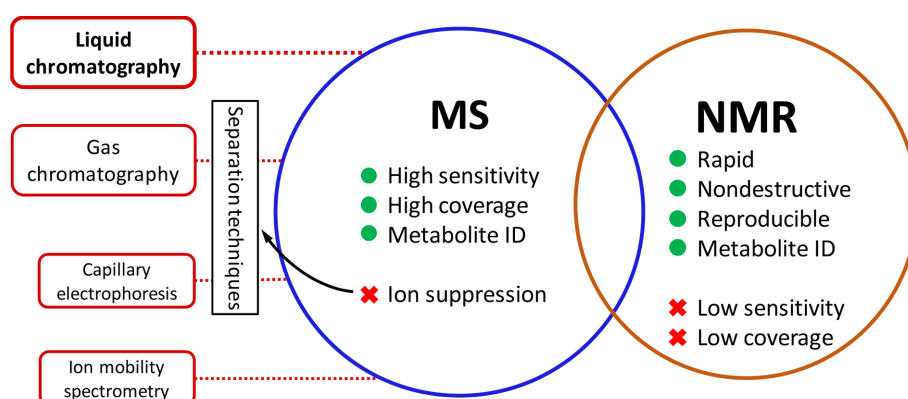 Liquid
chromatography
Gas
chromatography
Capillary
electrophoresis
Ion mobility
spectrometry
Separation techniques
MS
High sensitivity
High coverage
Metabolite ID
Ion suppression
NMR
Rapid
Nondestructive
Reproducible
Metabolite ID
Low sensitivity
Low coverage